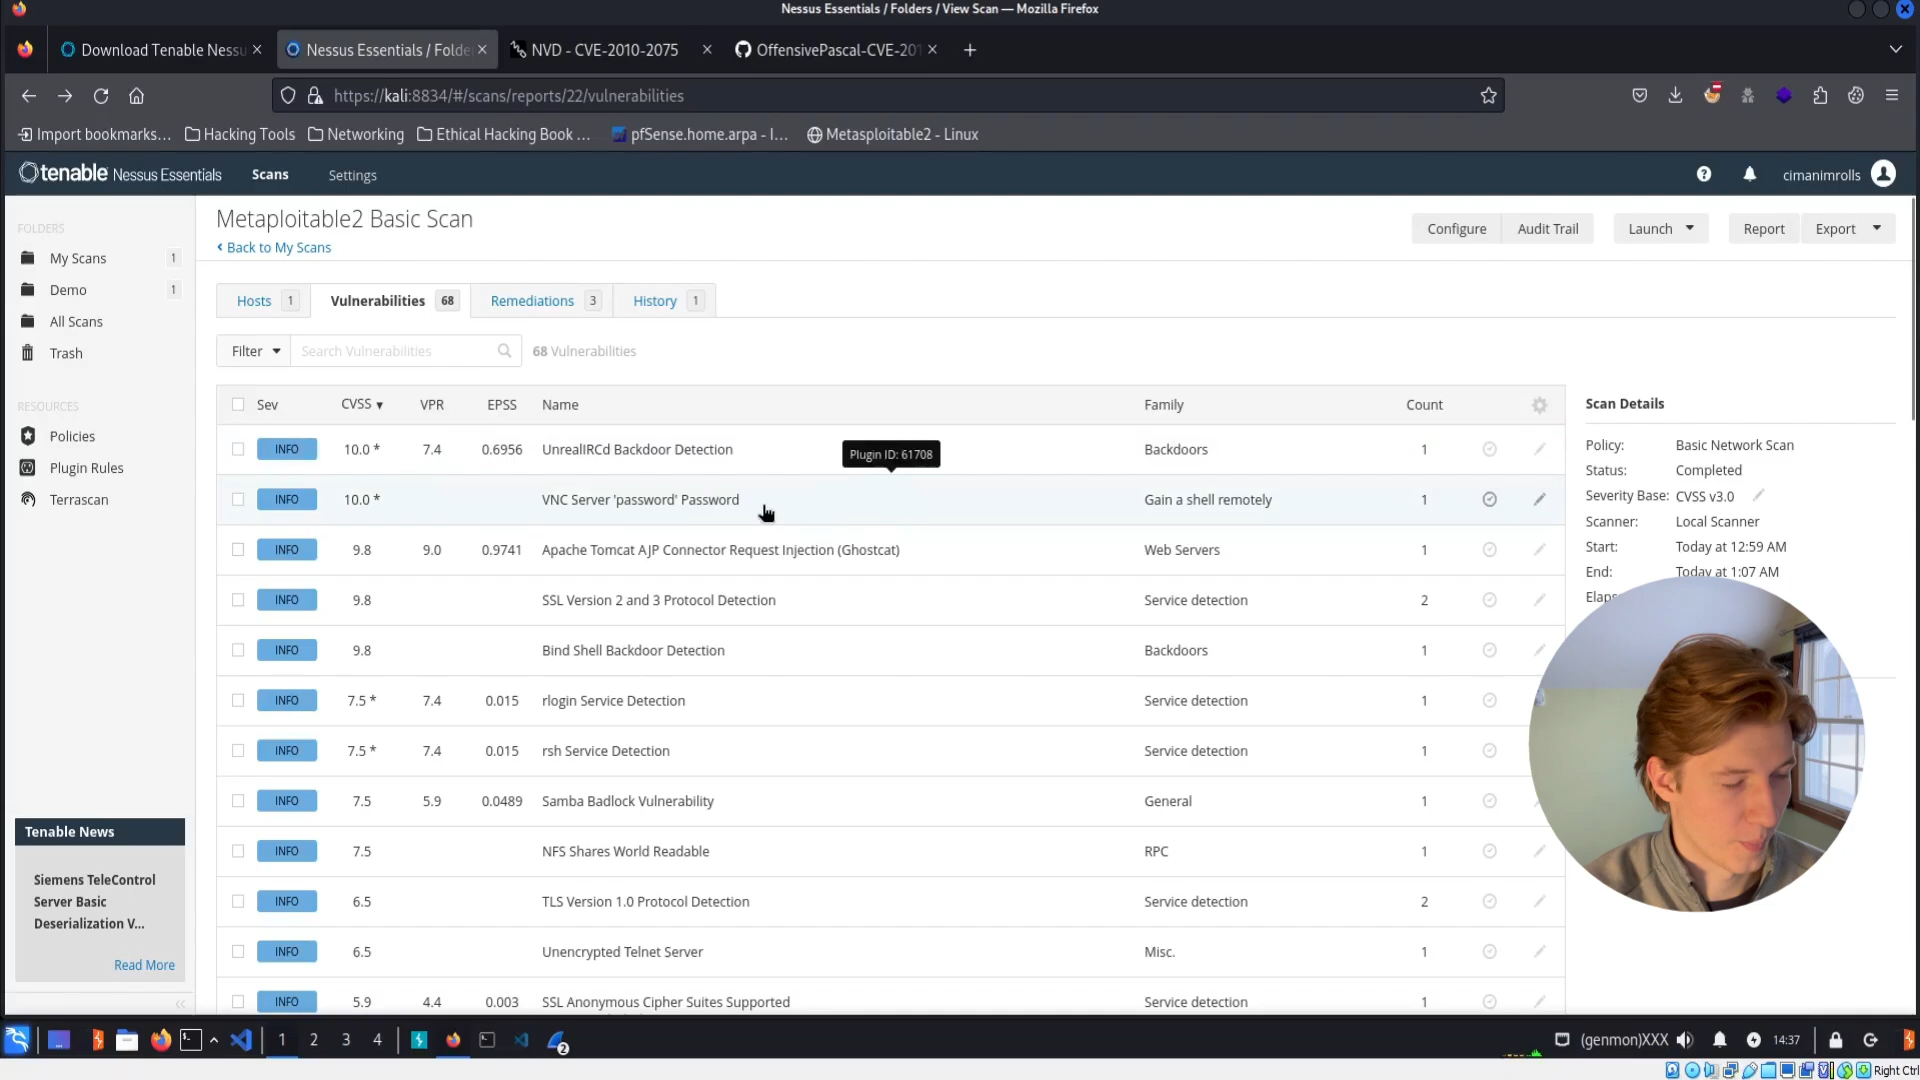 Nessus Essentials / Folders / View Scan — Mozilla Firefox
Download Tenable Nessu
Nessus Essentials / Folde
NVD - CVE-2010-2075
OffensivePascal-CVE-201
https://kali:8834/#/scans/reports/22/vulnerabilities
Import bookmarks...
Hacking Tools
Networking
Ethical Hacking Book ...
pfSense.home.arpa - I...
Metasploitable2 - Linux
tenable Nessus Essentials
Scans
Settings
cimanimrolls
FOLDERS
My Scans 1
Demo 1
All Scans
Trash
RESOURCES
Policies
Plugin Rules
Terrascan
Tenable News
Siemens TeleControl
Server Basic
Deserialization V...
Read More
Metaploitable2 Basic Scan
Back to My Scans
Configure
Audit Trail
Launch
Report
Export
Hosts 1
Vulnerabilities 68
Remediations 3
History 1
Filter
Search Vulnerabilities
68 Vulnerabilities
Sev CVSS VPR EPSS Name Family Count
INFO 10.0 * 7.4 0.6956 UnrealIRCd Backdoor Detection Backdoors 1
Plugin ID: 61708
INFO 10.0 * VNC Server 'password' Password Gain a shell remotely 1
INFO 9.8 9.0 0.9741 Apache Tomcat AJP Connector Request Injection (Ghostcat) Web Servers 1
INFO 9.8 SSL Version 2 and 3 Protocol Detection Service detection 2
INFO 9.8 Bind Shell Backdoor Detection Backdoors 1
INFO 7.5 * 7.4 0.015 rlogin Service Detection Service detection 1
INFO 7.5 * 7.4 0.015 rsh Service Detection Service detection 1
INFO 7.5 5.9 0.0489 Samba Badlock Vulnerability General 1
INFO 7.5 NFS Shares World Readable RPC 1
INFO 6.5 TLS Version 1.0 Protocol Detection Service detection 2
INFO 6.5 Unencrypted Telnet Server Misc. 1
INFO 5.9 4.4 0.003 SSL Anonymous Cipher Suites Supported Service detection 1
Scan Details
Policy: Basic Network Scan
Status: Completed
Severity Base: CVSS v3.0
Scanner: Local Scanner
Start: Today at 12:59 AM
End: Today at 1:07 AM
Elaps
1 2 3 4
2
(genmon)XXX
14:37
Right Ctrl